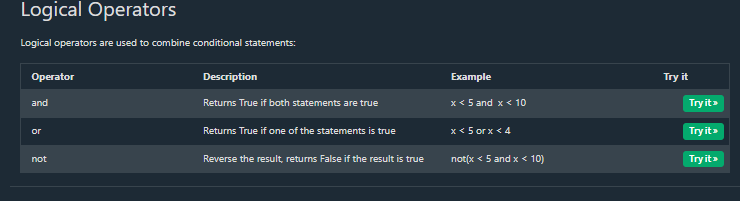 Logical Operators
Logical operators are used to combine conditional statements:
Operator Description Example Try it
and Returns True if both statements are true x < 5 and  x < 10 Try it »
or Returns True if one of the statements is true x < 5 or x < 4 Try it »
not Reverse the result, returns False if the result is true not(x < 5 and x < 10) Try it »